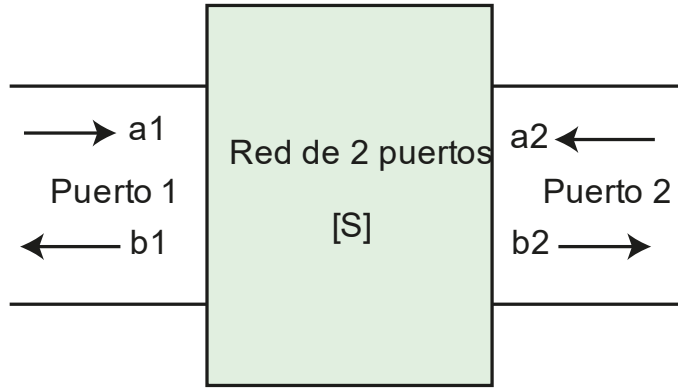 a1
Puerto 1
b1
Red de 2 puertos
[S]
a2
Puerto 2
b2